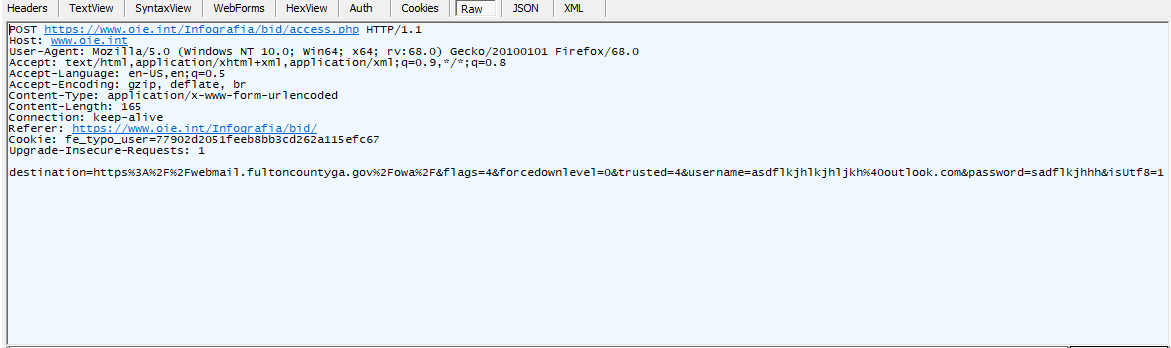 Headers TextView SyntaxView WebForms HexView Auth Cookies Raw JSON XML
POST https://www.oie.int/Infografia/bid/access.php HTTP/1.1
Host: www.oie.int
User-Agent: Mozilla/5.0 (Windows NT 10.0; Win64; x64; rv:68.0) Gecko/20100101 Firefox/68.0
Accept: text/html,application/xhtml+xml,application/xml;q=0.9,*/*;q=0.8
Accept-Language: en-US,en;q=0.5
Accept-Encoding: gzip, deflate, br
Content-Type: application/x-www-form-urlencoded
Content-Length: 165
Connection: keep-alive
Referer: https://www.oie.int/Infografia/bid/
Cookie: fe_typo_user=77902d2051feeb8bb3cd262a115efc67
Upgrade-Insecure-Requests: 1
destination=https%3A%2F%2Fwebmail.fultoncountyga.gov%2Fowa%2F&flags=4&forcedownlevel=0&trusted=4&username=asdflkjhlkjhljkh%40outlook.com&password=sadflkjhhh&isUtf8=1